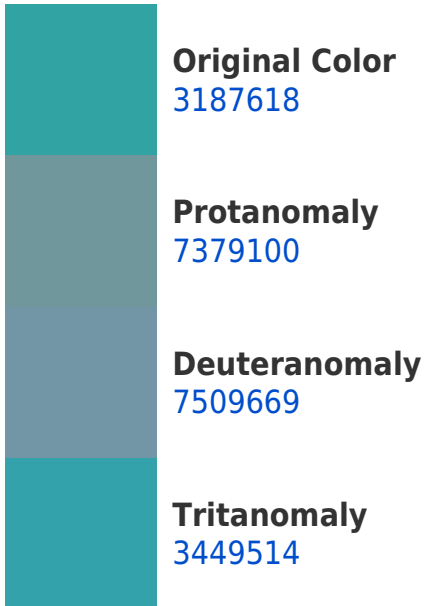 Original Color
3187618
Protanomaly
7379100
Deuteranomaly
7509669
Tritanomaly
3449514